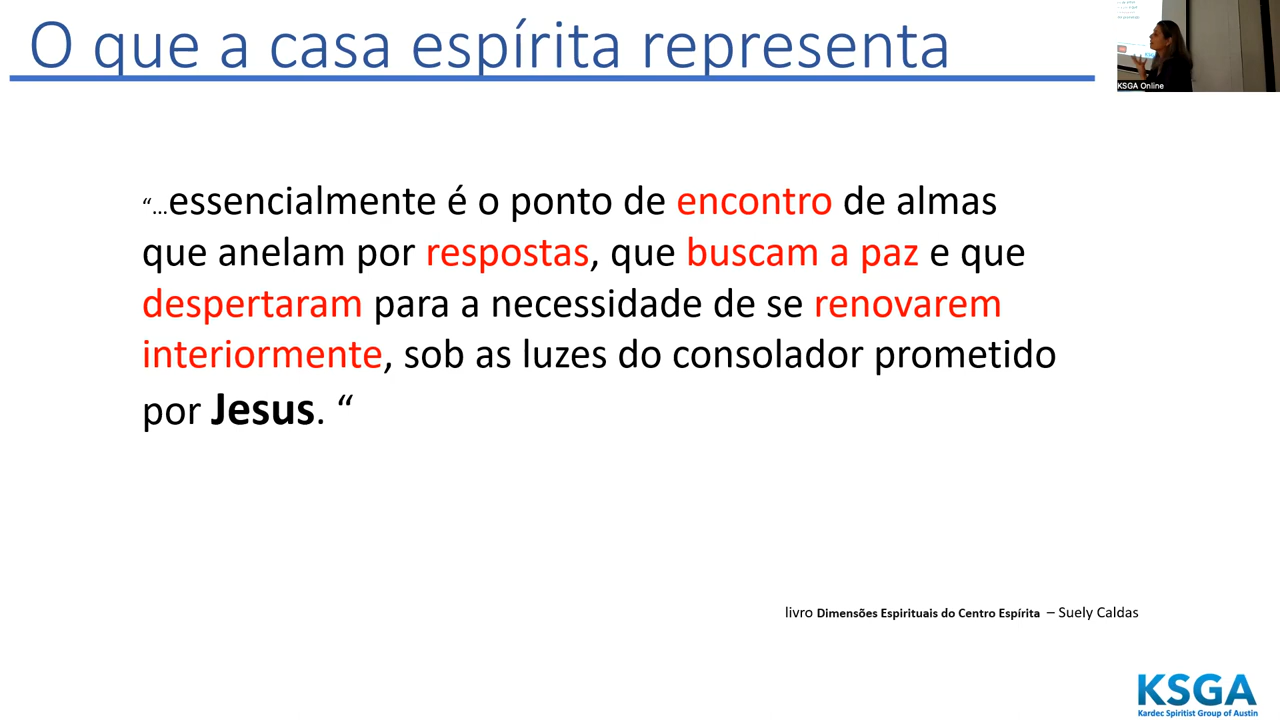 O que a casa espírita representa
KSGA Online
“...essencialmente é o ponto de encontro de almas
que anelam por respostas, que buscam a paz e que
despertaram para a necessidade de se renovarem
interiormente, sob as luzes do consolador prometido
por Jesus. “
livro Dimensões Espirituais do Centro Espírita – Suely Caldas
KSGA
Kardec Spiritist Group of Austin